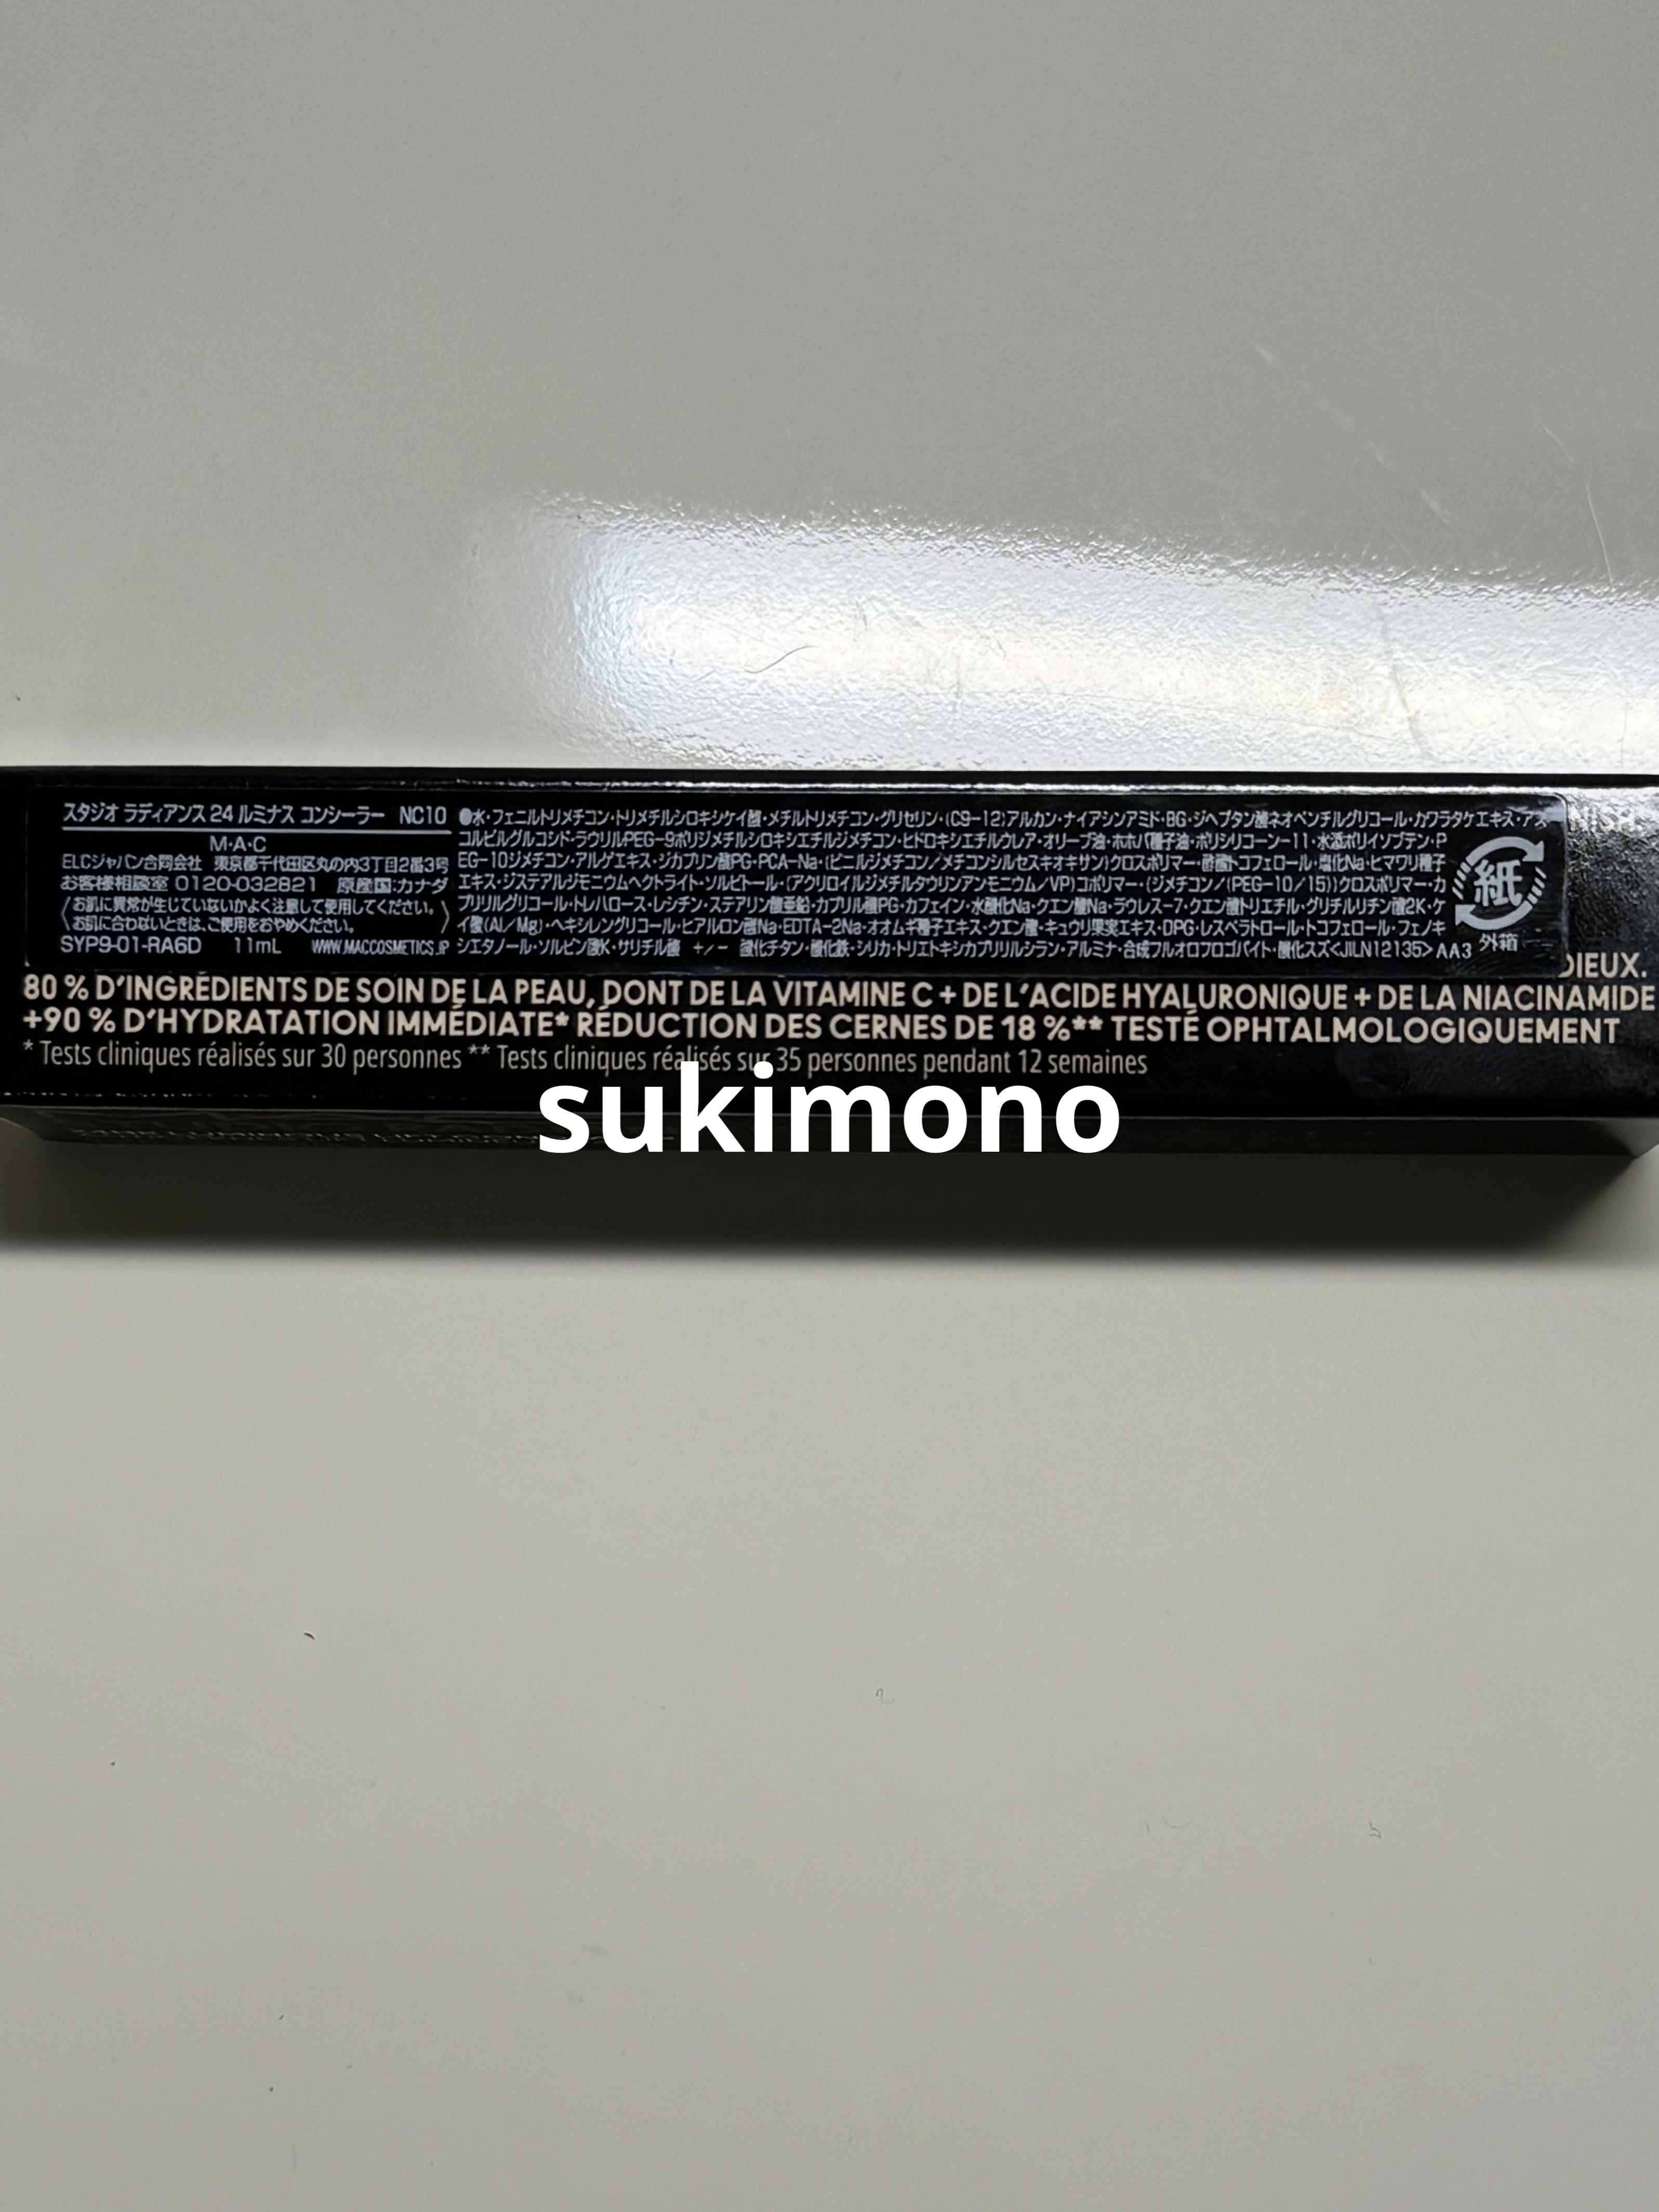 スタジオ ラディアンス 24 ルミナス コンシーラー NC10
M·A·C
ELCジャパン合同会社 東京都千代田区丸の内3丁目2番3号
お客様相談室 0120-032821 原産国:カナダ
お肌に異常が生じていないかよく注意して使用してください。
お肌に合わないときは、ご使用をおやめください。
SYP9-01-RA6D 11mL WWW.MACCOSMETICS.JP
●水・フェニルトリメチコン・トリメチルシロキシケイ酸・メチルトリメチコン・グリセリン・(C9-12)アルカン・ナイアシンアミド・BG・ジヘプタン酸ネオペンチルグリコール・カワラタケエキス・アス
コルビルグルコシド・ラウリルPEG-9ポリジメチルシロキシエチルジメチコン・ヒドロキシエチルウレア・オリーブ油・ホホバ種子油・ポリシリコーン-11・水添ポリイソブテン・P
EG-10ジメチコン・アルゲエキス・ジカプリン酸PG・PCA-Na・(ビニルジメチコン/メチコンシルセスキオキサン)クロスポリマー・酢酸トコフェロール・塩化Na・ヒマワリ種子
エキス・ジステアルジモニウムヘクトライト・ソルビトール・(アクリロイルジメチルタウリンアンモニウム/VP)コポリマー・(ジメチコン/(PEG-10/15))クロスポリマー・カ
プリリルグリコール・トレハロース・レシチン・ステアリン酸亜鉛・カプリル酸PG・カフェイン・水酸化Na・クエン酸Na・ラウレス-7・クエン酸トリエチル・グリチルリチン酸2K・ケ
イ酸(Al/Mg)・ヘキシレングリコール・ヒアルロン酸Na・EDTA-2Na・オオムギ種子エキス・クエン酸・キュウリ果実エキス・DPG・レスベラトロール・トコフェロール・フェノキ
シエタノール・ソルビン酸K・サリチル酸 +/- 酸化チタン・酸化鉄・シリカ・トリエトキシカプリリルシラン・アルミナ・合成フルオロフロゴパイト・酸化スズ<JILN12135> AA3
紙
外箱
DIEUX.
80 % D'INGRÉDIENTS DE SOIN DE LA PEAU, DONT DE LA VITAMINE C + DE L'ACIDE HYALURONIQUE + DE LA NIACINAMIDE
+90 % D'HYDRATATION IMMÉDIATE* RÉDUCTION DES CERNES DE 18 %** TESTÉ OPHTALMOLOGIQUEMENT
* Tests cliniques réalisés sur 30 personnes ** Tests cliniques réalisés sur 35 personnes pendant 12 semaines
sukimono